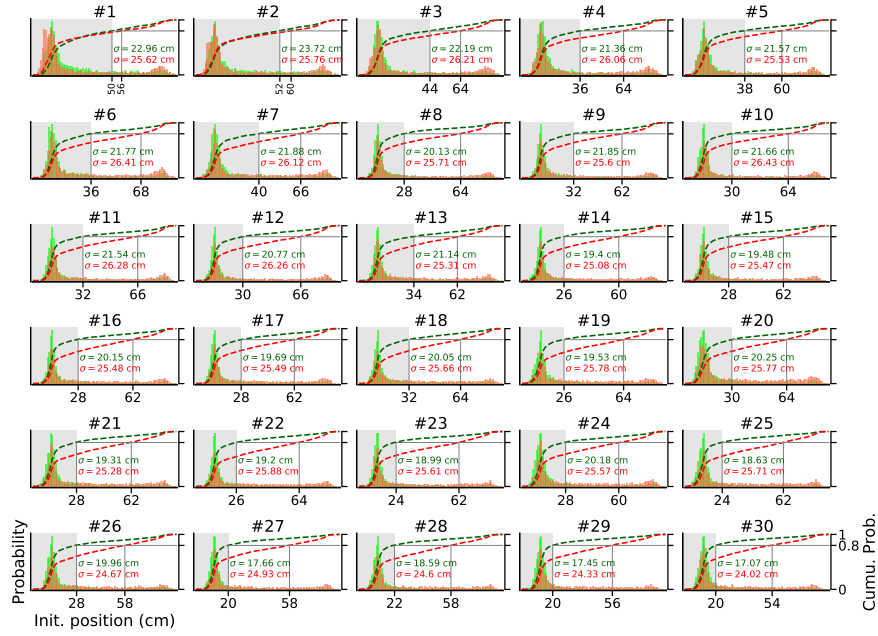 #1
#2
#3
#4
#5
σ = 22.96 cm
σ = 25.62 cm
σ = 23.72 cm
σ = 25.76 cm
σ = 22.19 cm
σ = 26.21 cm
σ = 21.36 cm
σ = 26.06 cm
σ = 21.57 cm
σ = 25.53 cm
50 56
52 60
44 64
36 64
38 60
#6
#7
#8
#9
#10
σ = 21.77 cm
σ = 26.41 cm
σ = 21.88 cm
σ = 26.12 cm
σ = 20.13 cm
σ = 25.71 cm
σ = 21.85 cm
σ = 25.6 cm
σ = 21.66 cm
σ = 26.43 cm
36 68
40 66
28 64
32 62
30 64
#11
#12
#13
#14
#15
σ = 21.54 cm
σ = 26.28 cm
σ = 20.77 cm
σ = 26.26 cm
σ = 21.14 cm
σ = 25.31 cm
σ = 19.4 cm
σ = 25.08 cm
σ = 19.48 cm
σ = 25.47 cm
32 66
30 66
34 62
26 60
28 62
#16
#17
#18
#19
#20
σ = 20.15 cm
σ = 25.48 cm
σ = 19.69 cm
σ = 25.49 cm
σ = 20.05 cm
σ = 25.66 cm
σ = 19.53 cm
σ = 25.78 cm
σ = 20.25 cm
σ = 25.77 cm
28 62
28 62
32 64
26 64
30 64
#21
#22
#23
#24
#25
σ = 19.31 cm
σ = 25.28 cm
σ = 19.2 cm
σ = 25.88 cm
σ = 18.99 cm
σ = 25.61 cm
σ = 20.18 cm
σ = 25.57 cm
σ = 18.63 cm
σ = 25.71 cm
28 62
26 64
24 62
28 60
24 62
#26
#27
#28
#29
#30
σ = 19.96 cm
σ = 24.67 cm
σ = 17.66 cm
σ = 24.93 cm
σ = 18.59 cm
σ = 24.6 cm
σ = 17.45 cm
σ = 24.33 cm
σ = 17.07 cm
σ = 24.02 cm
28 58
20 58
22 58
20 56
20 54
1
0.8
0
Probability
Cumu. Prob.
Init. position (cm)